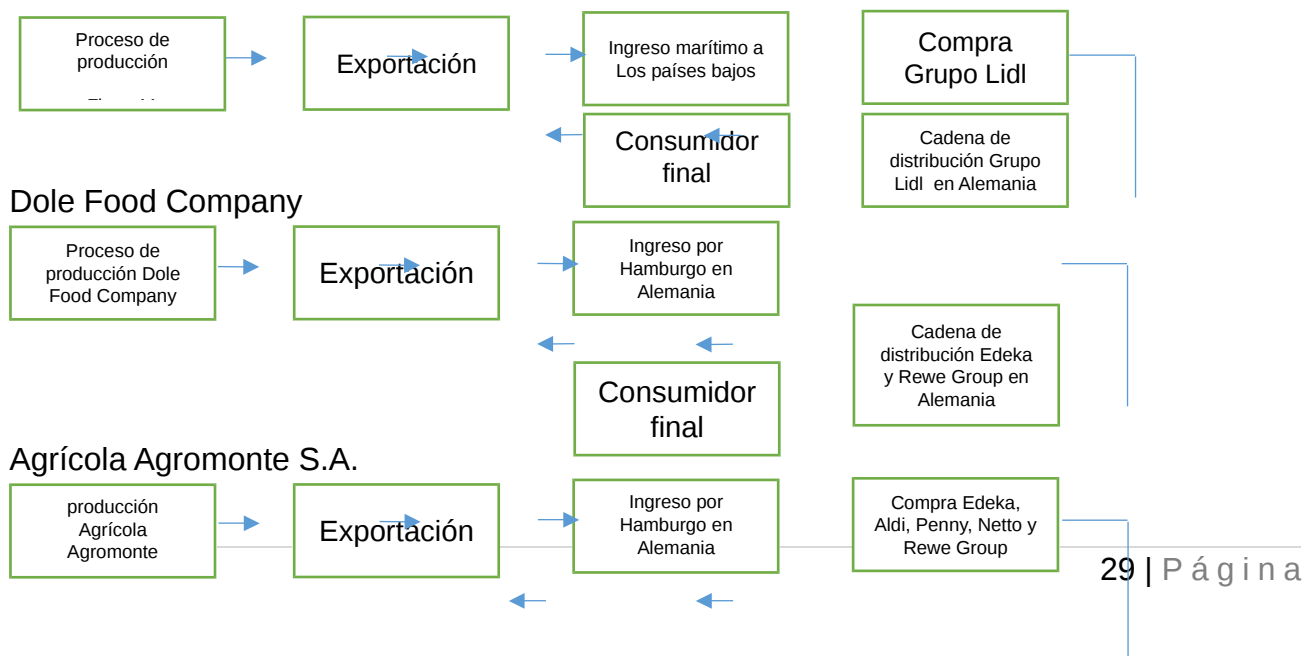 Proceso de
producción
Exportación
Ingreso marítimo a
Los países bajos
Compra
Grupo Lidl
Consumidor
final
Cadena de
distribución Grupo
Lidl en Alemania
Dole Food Company
Proceso de
producción Dole
Food Company
Exportación
Ingreso por
Hamburgo en
Alemania
Cadena de
distribución Edeka
y Rewe Group en
Alemania
Consumidor
final
Agrícola Agromonte S.A.
producción
Agrícola
Agromonte
Exportación
Ingreso por
Hamburgo en
Alemania
Compra Edeka,
Aldi, Penny, Netto y
Rewe Group
29 | Página